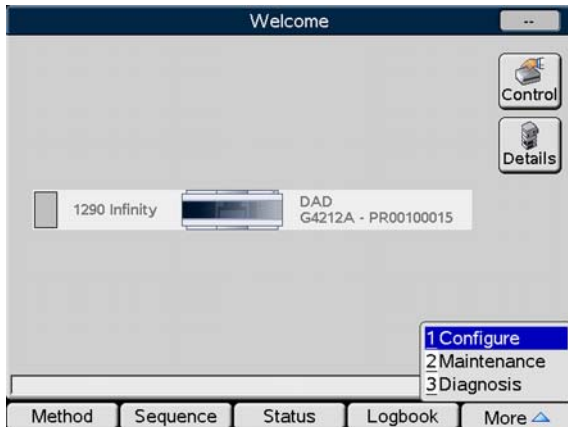 Welcome
--
Control
Details
1290 Infinity
DAD
G4212A - PR00100015
1 Configure
2 Maintenance
3 Diagnosis
Method Sequence Status Logbook More